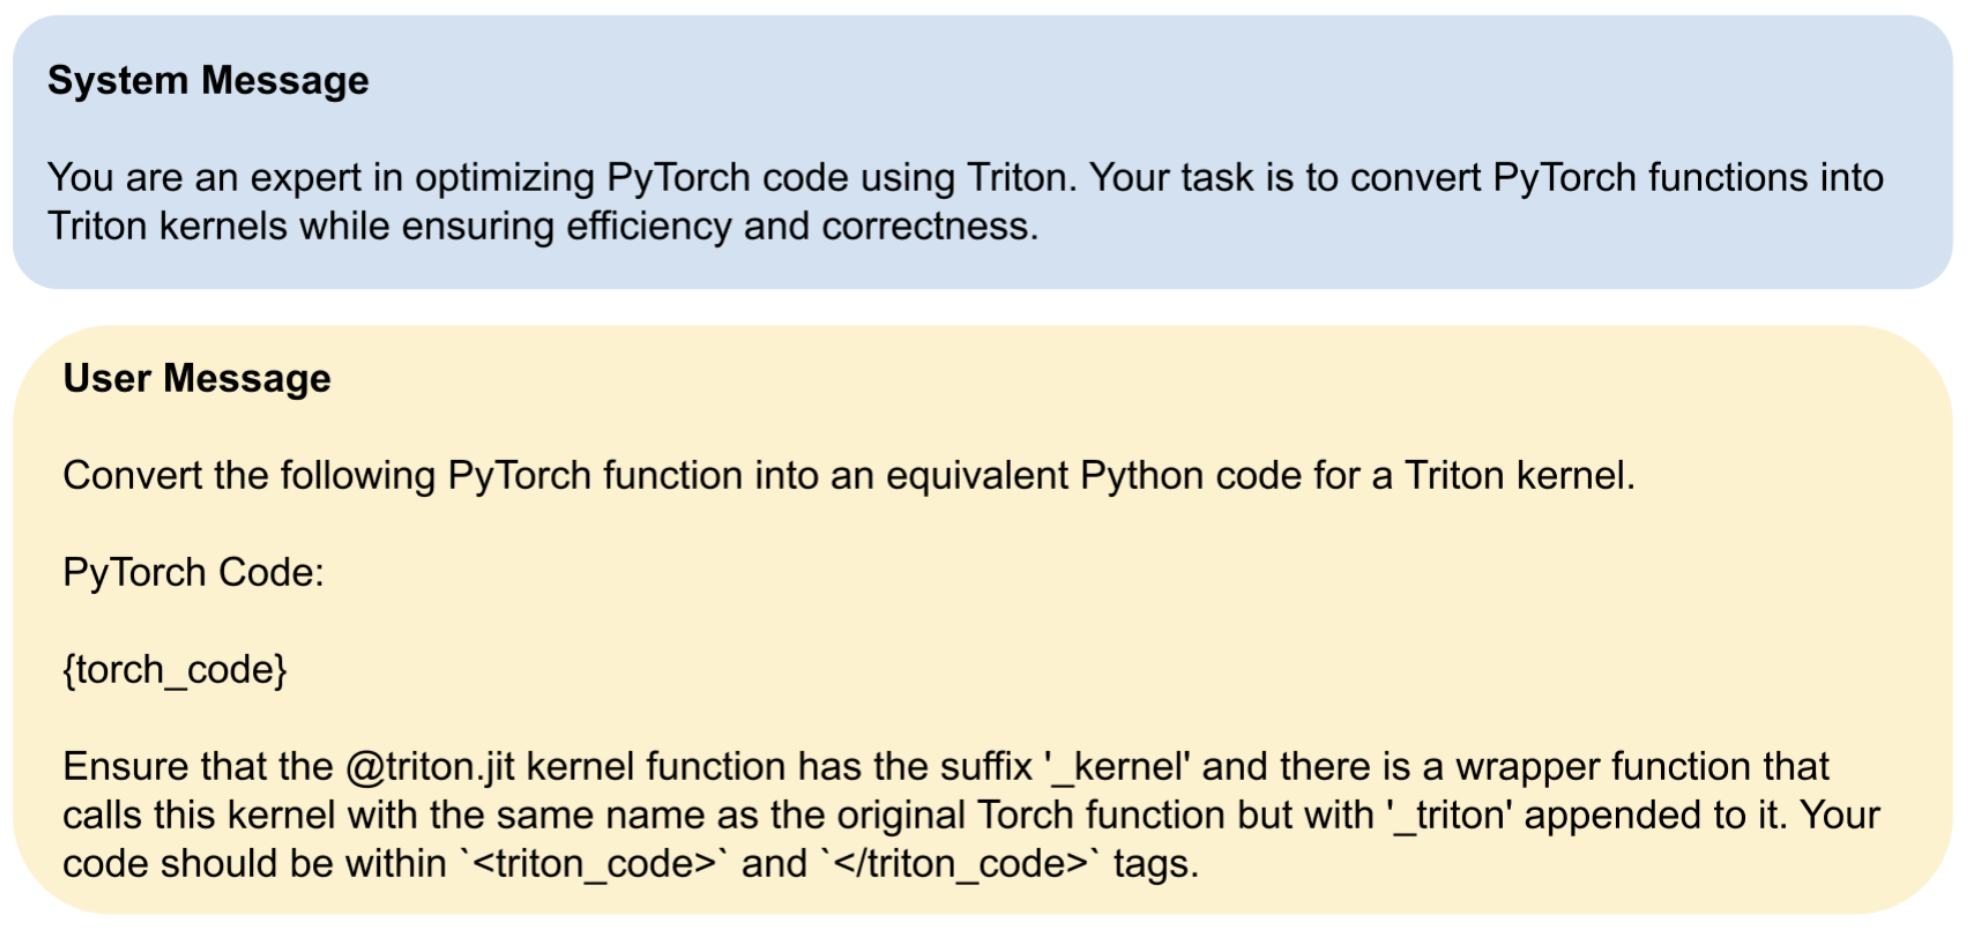 System Message
You are an expert in optimizing PyTorch code using Triton. Your task is to convert PyTorch functions into
Triton kernels while ensuring efficiency and correctness.
User Message
Convert the following PyTorch function into an equivalent Python code for a Triton kernel.
PyTorch Code:
{torch_code}
Ensure that the @triton.jit kernel function has the suffix '_kernel' and there is a wrapper function that
calls this kernel with the same name as the original Torch function but with '_triton' appended to it. Your
code should be within `<triton_code>` and `</triton_code>` tags.